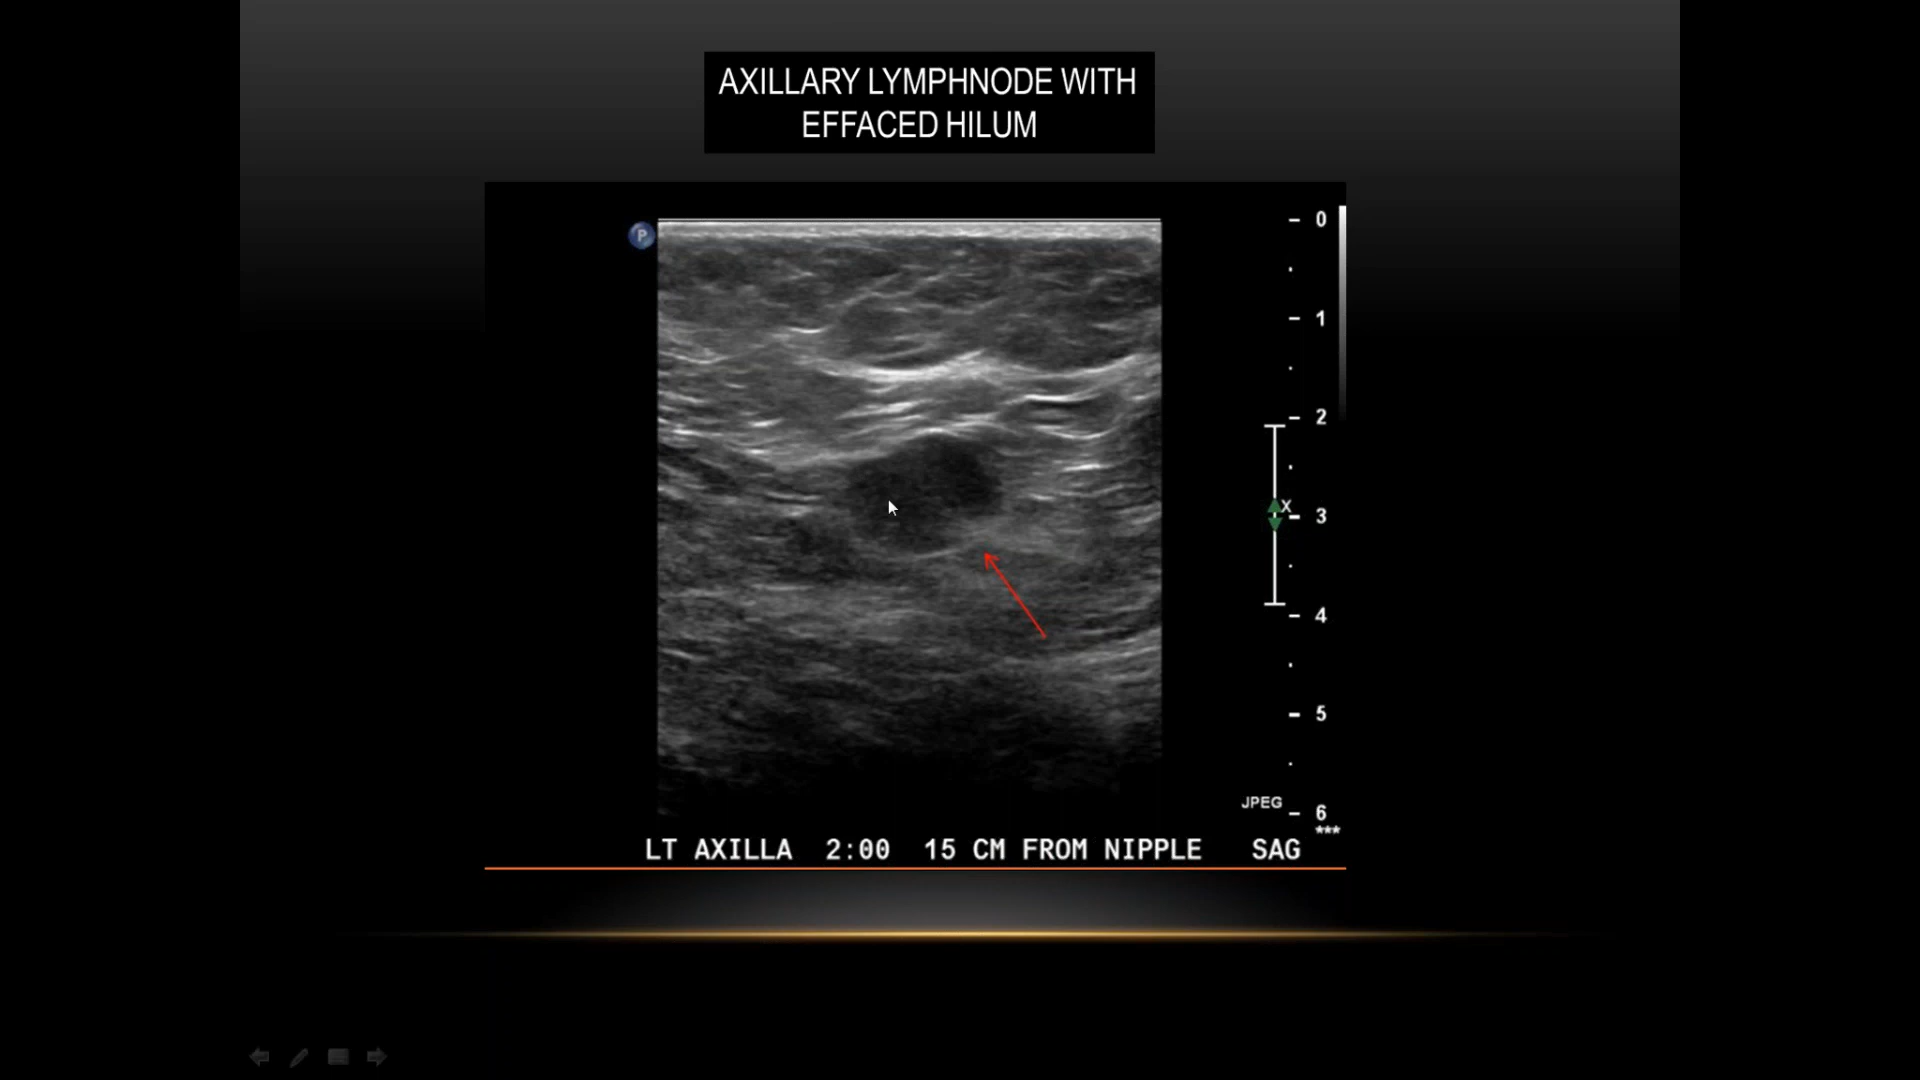 AXILLARY LYMPHNODE WITH
EFFACED HILUM
P
0
1
2
X
3
4
5
JPEG
6
***
LT AXILLA 2:00 15 CM FROM NIPPLE SAG